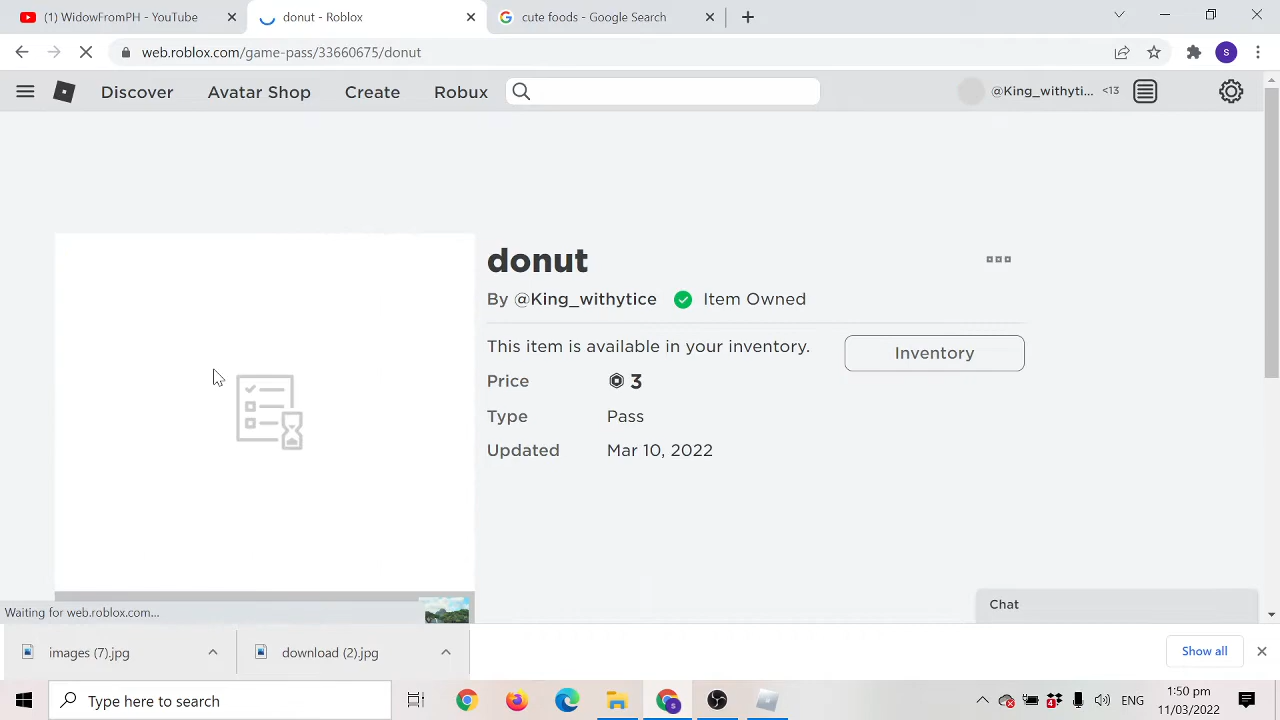 (1) WidowFromPH - YouTube
donut - Roblox
cute foods - Google Search
web.roblox.com/game-pass/33660675/donut
S
Discover
Avatar Shop
Create
Robux
@King_withyti... <13
donut
By @King_withytice
Item Owned
This item is available in your inventory.
Inventory
Price 3
Type Pass
Updated Mar 10, 2022
Chat
Waiting for web.roblox.com...
images (7).jpg
download (2).jpg
Show all
Type here to search
S
4
ENG
1:50 pm
11/03/2022